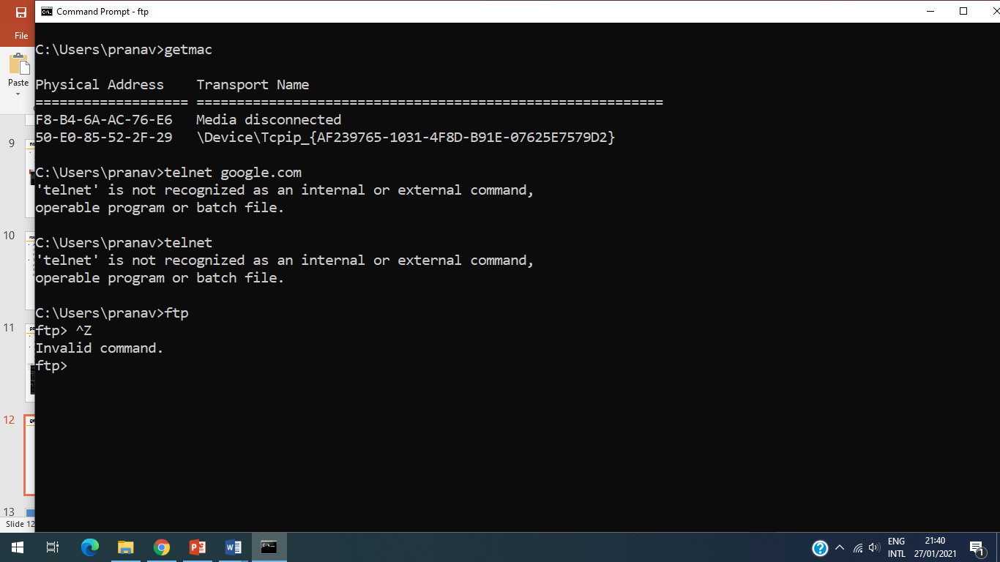 Command Prompt - ftp
File
Paste
C:\Users\pranav>getmac
Physical Address    Transport Name
=================== ==========================================================
F8-B4-6A-AC-76-E6   Media disconnected
50-E0-85-52-2F-29   \Device\Tcpip_{AF239765-1031-4F8D-B91E-07625E7579D2}
C:\Users\pranav>telnet google.com
'telnet' is not recognized as an internal or external command,
operable program or batch file.
C:\Users\pranav>telnet
'telnet' is not recognized as an internal or external command,
operable program or batch file.
C:\Users\pranav>ftp
ftp> ^Z
Invalid command.
ftp>
9
10
11
12
13
Slide 12
ENG
INTL
21:40
27/01/2021
1